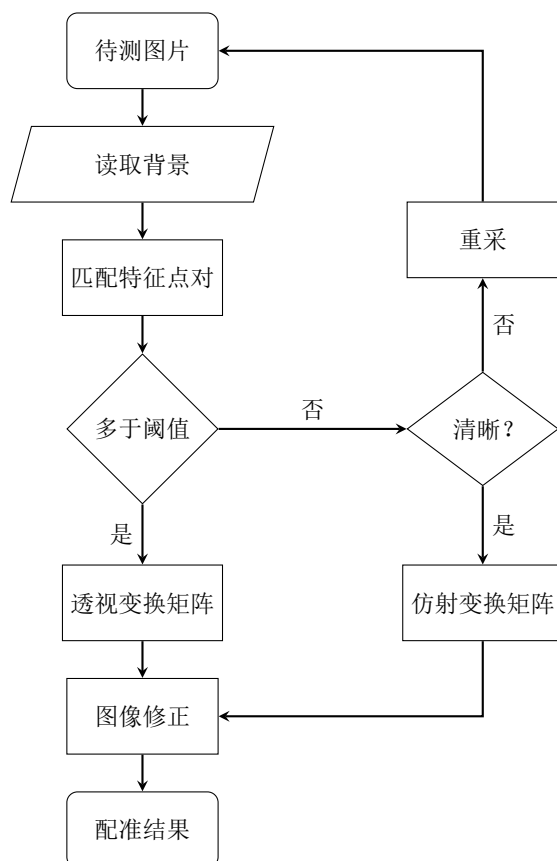 待测图片
读取背景
重采
匹配特征点对
否
否
多于阈值
清晰？
是
是
透视变换矩阵
仿射变换矩阵
图像修正
配准结果